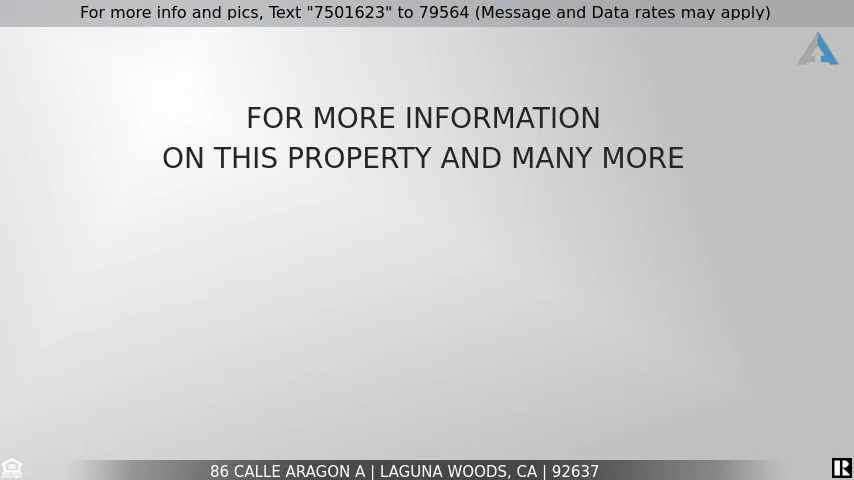 For more info and pics, Text "7501623" to 79564 (Message and Data rates may apply)
FOR MORE INFORMATION
ON THIS PROPERTY AND MANY MORE
86 CALLE ARAGON A | LAGUNA WOODS, CA | 92637